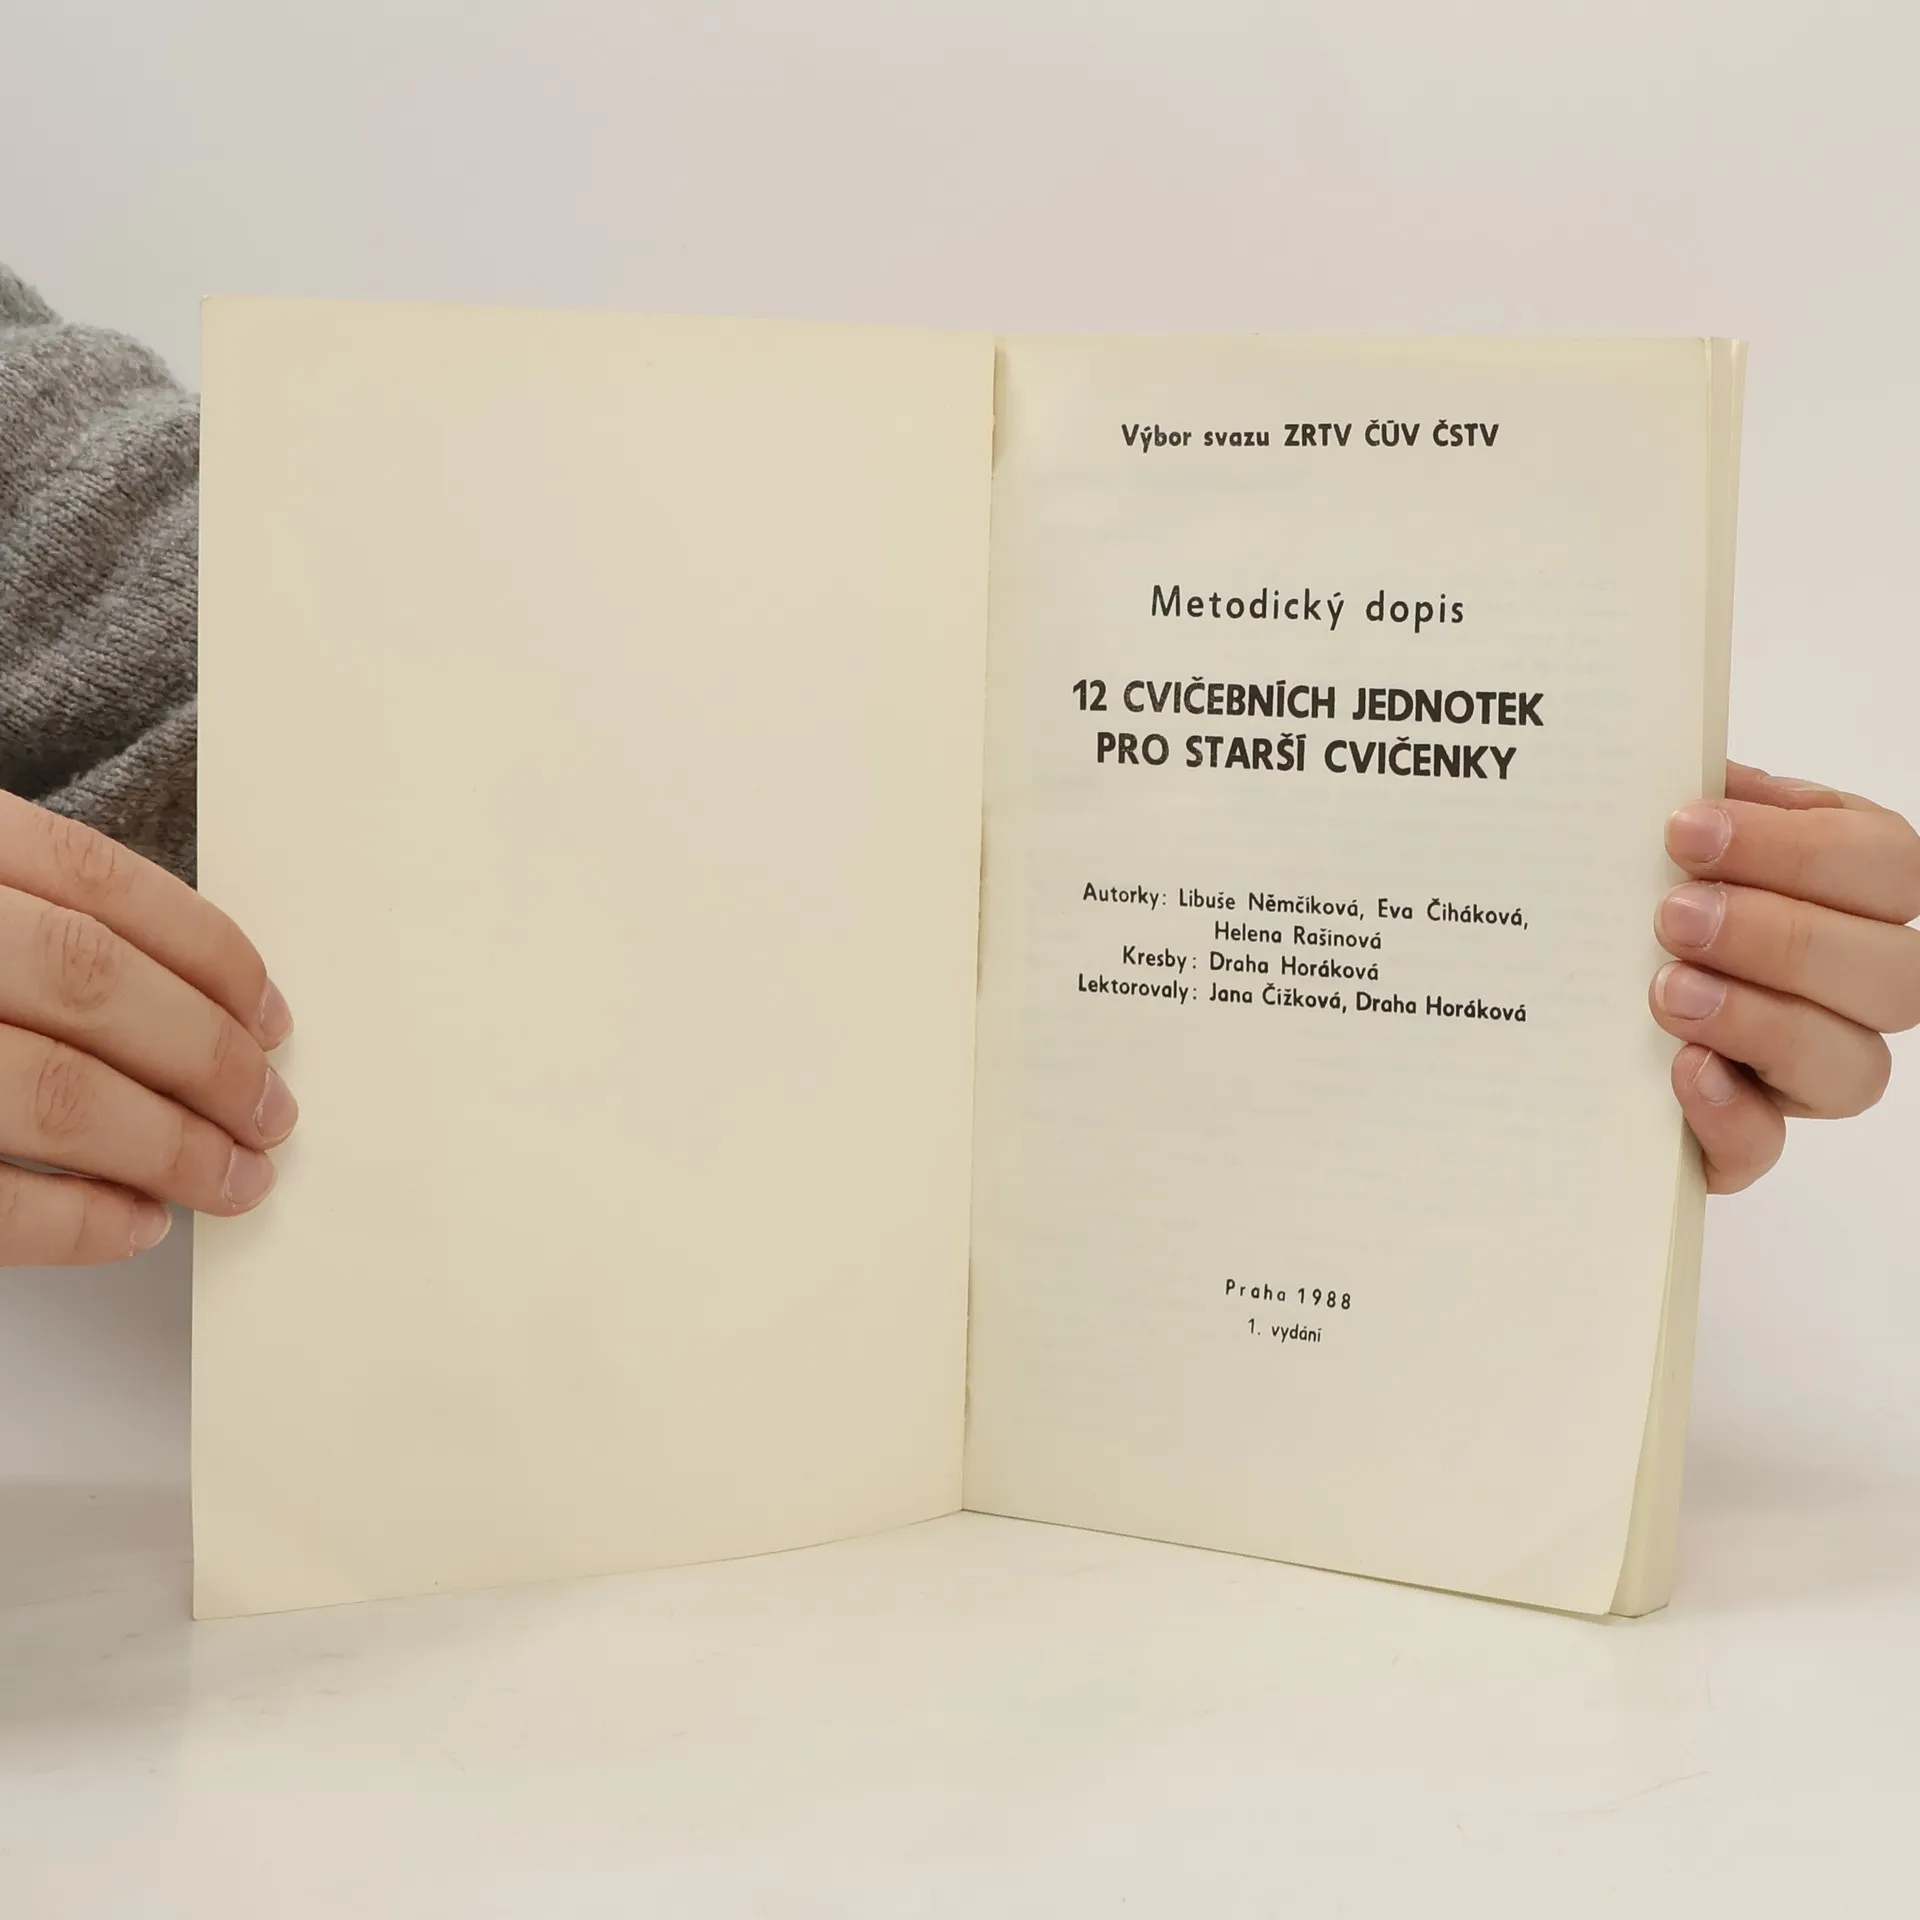 Výbor svazu ZRTV ČÚV ČSTV
Metodický dopis
12 CVIČEBNÍCH JEDNOTEK
PRO STARŠÍ CVIČENKY
Autorky: Libuše Němčíková, Eva Čiháková,
Helena Rašínová
Kresby: Draha Horáková
Lektorovaly: Jana Čížková, Draha Horáková
Praha 1988
1. vydání